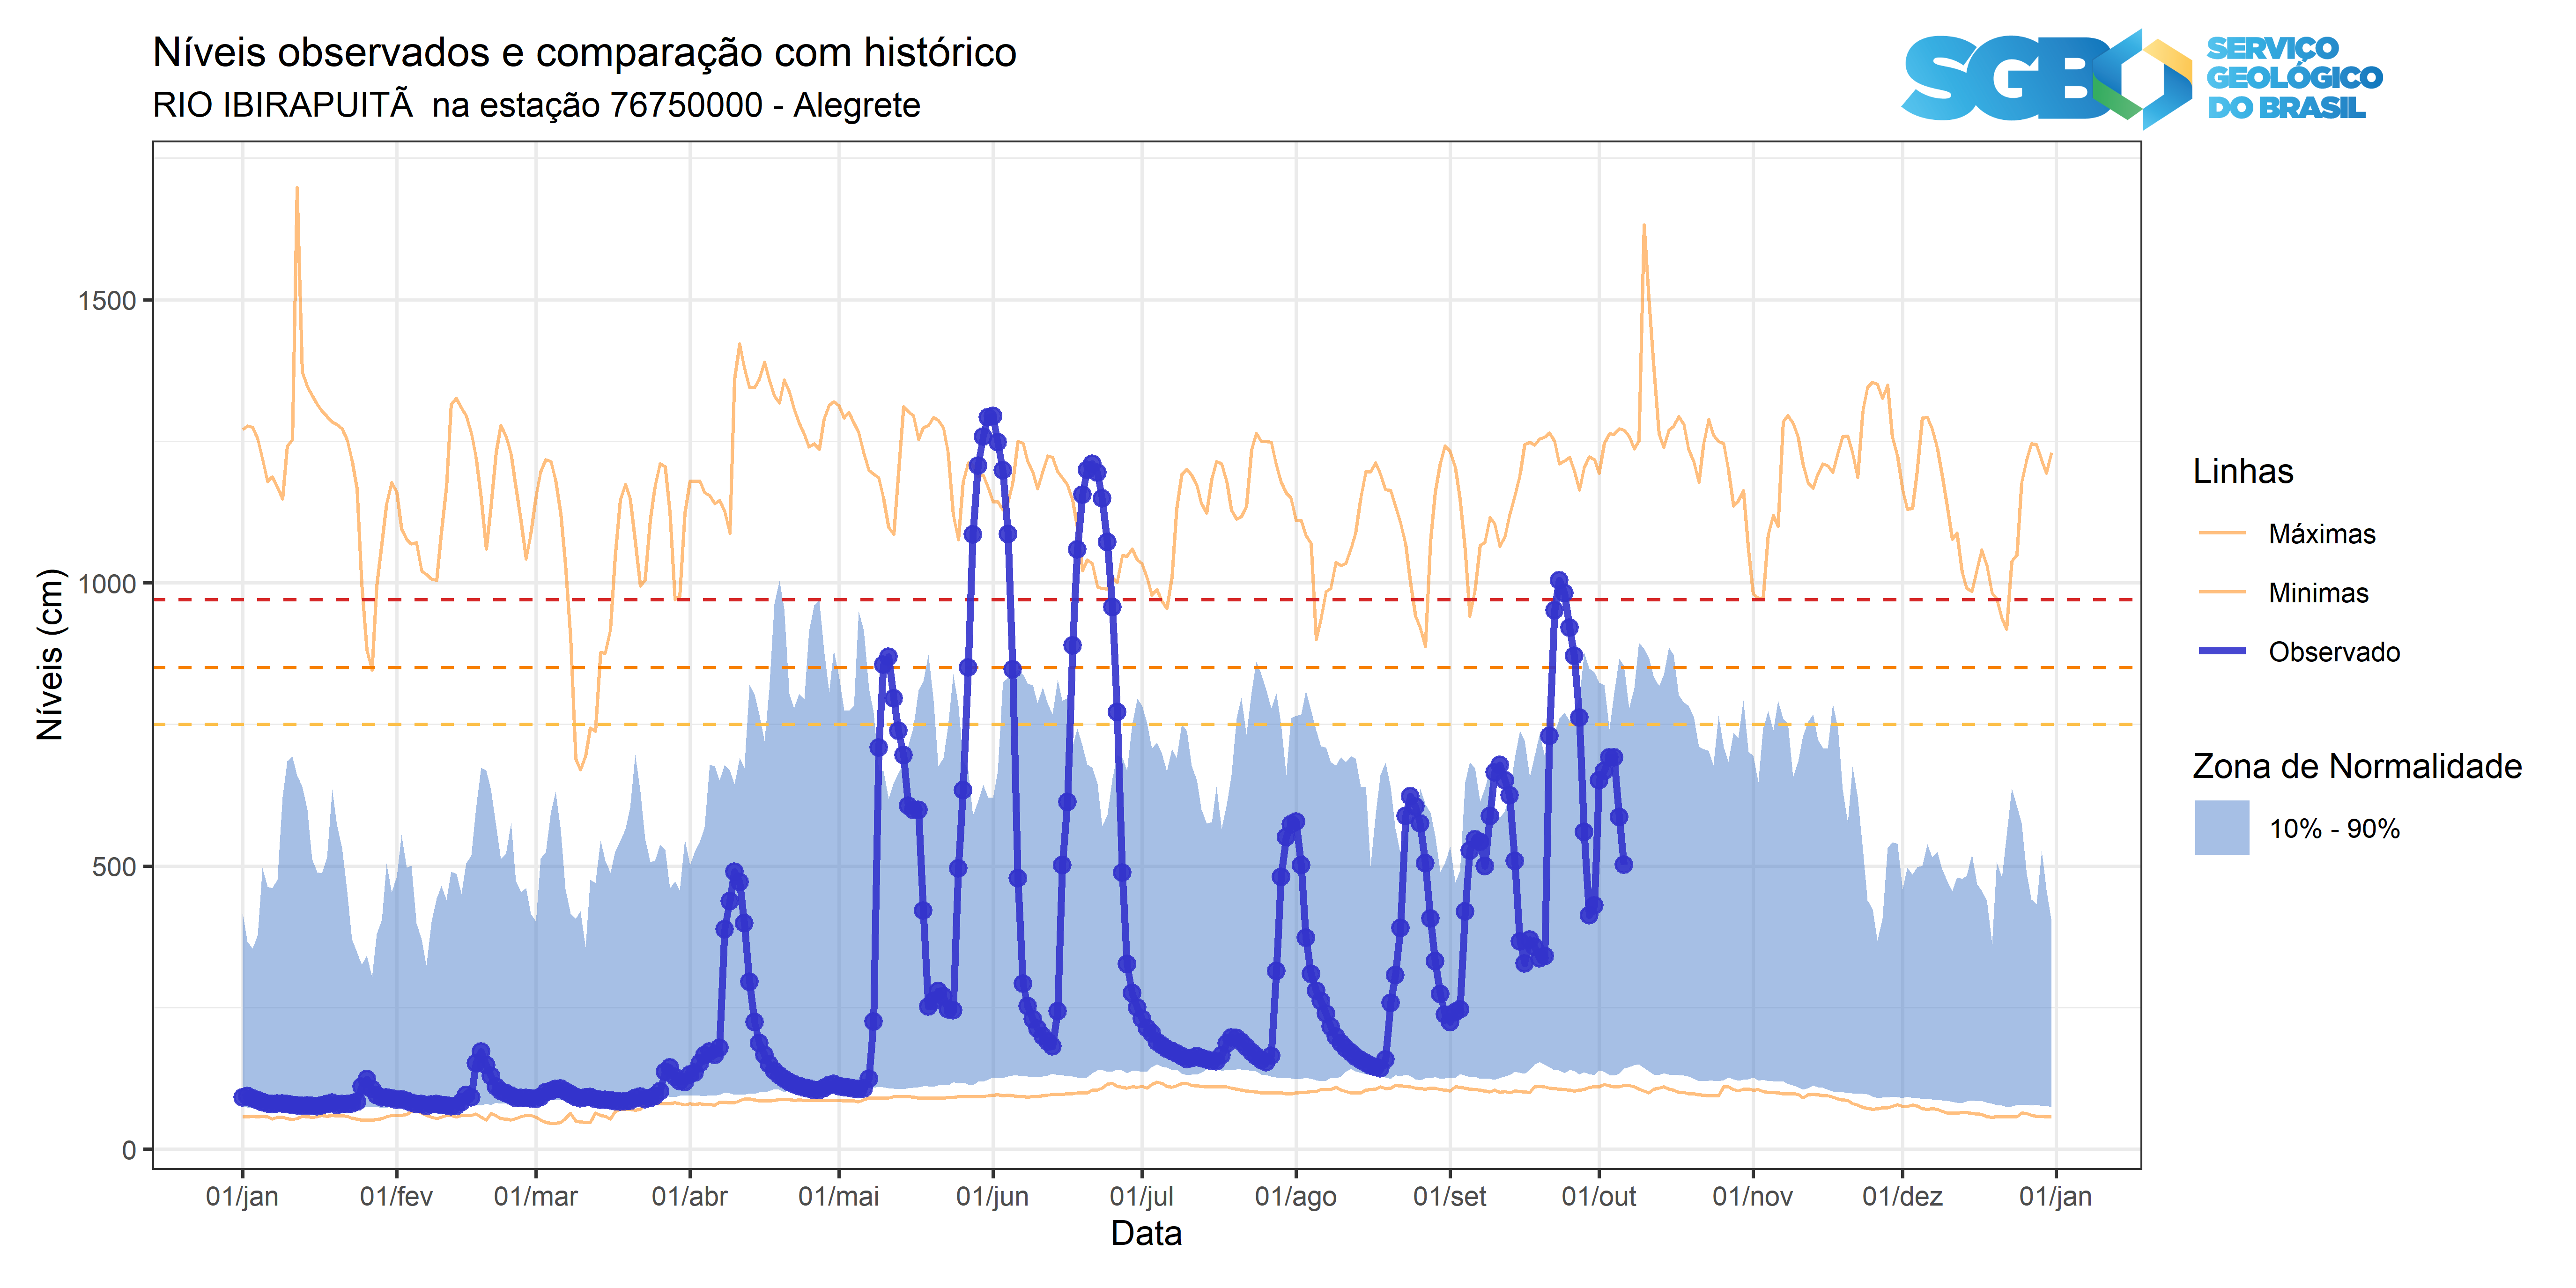 Níveis observados e comparação com histórico
RIO IBIRAPUITÃ  na estação 76750000 - Alegrete
SGB
SERVIÇO
GEOLÓGICO
DO BRASIL
Níveis (cm)
1500
1000
500
0
01/jan
01/fev
01/mar
01/abr
01/mai
01/jun
01/jul
01/ago
01/set
01/out
01/nov
01/dez
01/jan
Data
Linhas
Máximas
Minimas
Observado
Zona de Normalidade
10% - 90%